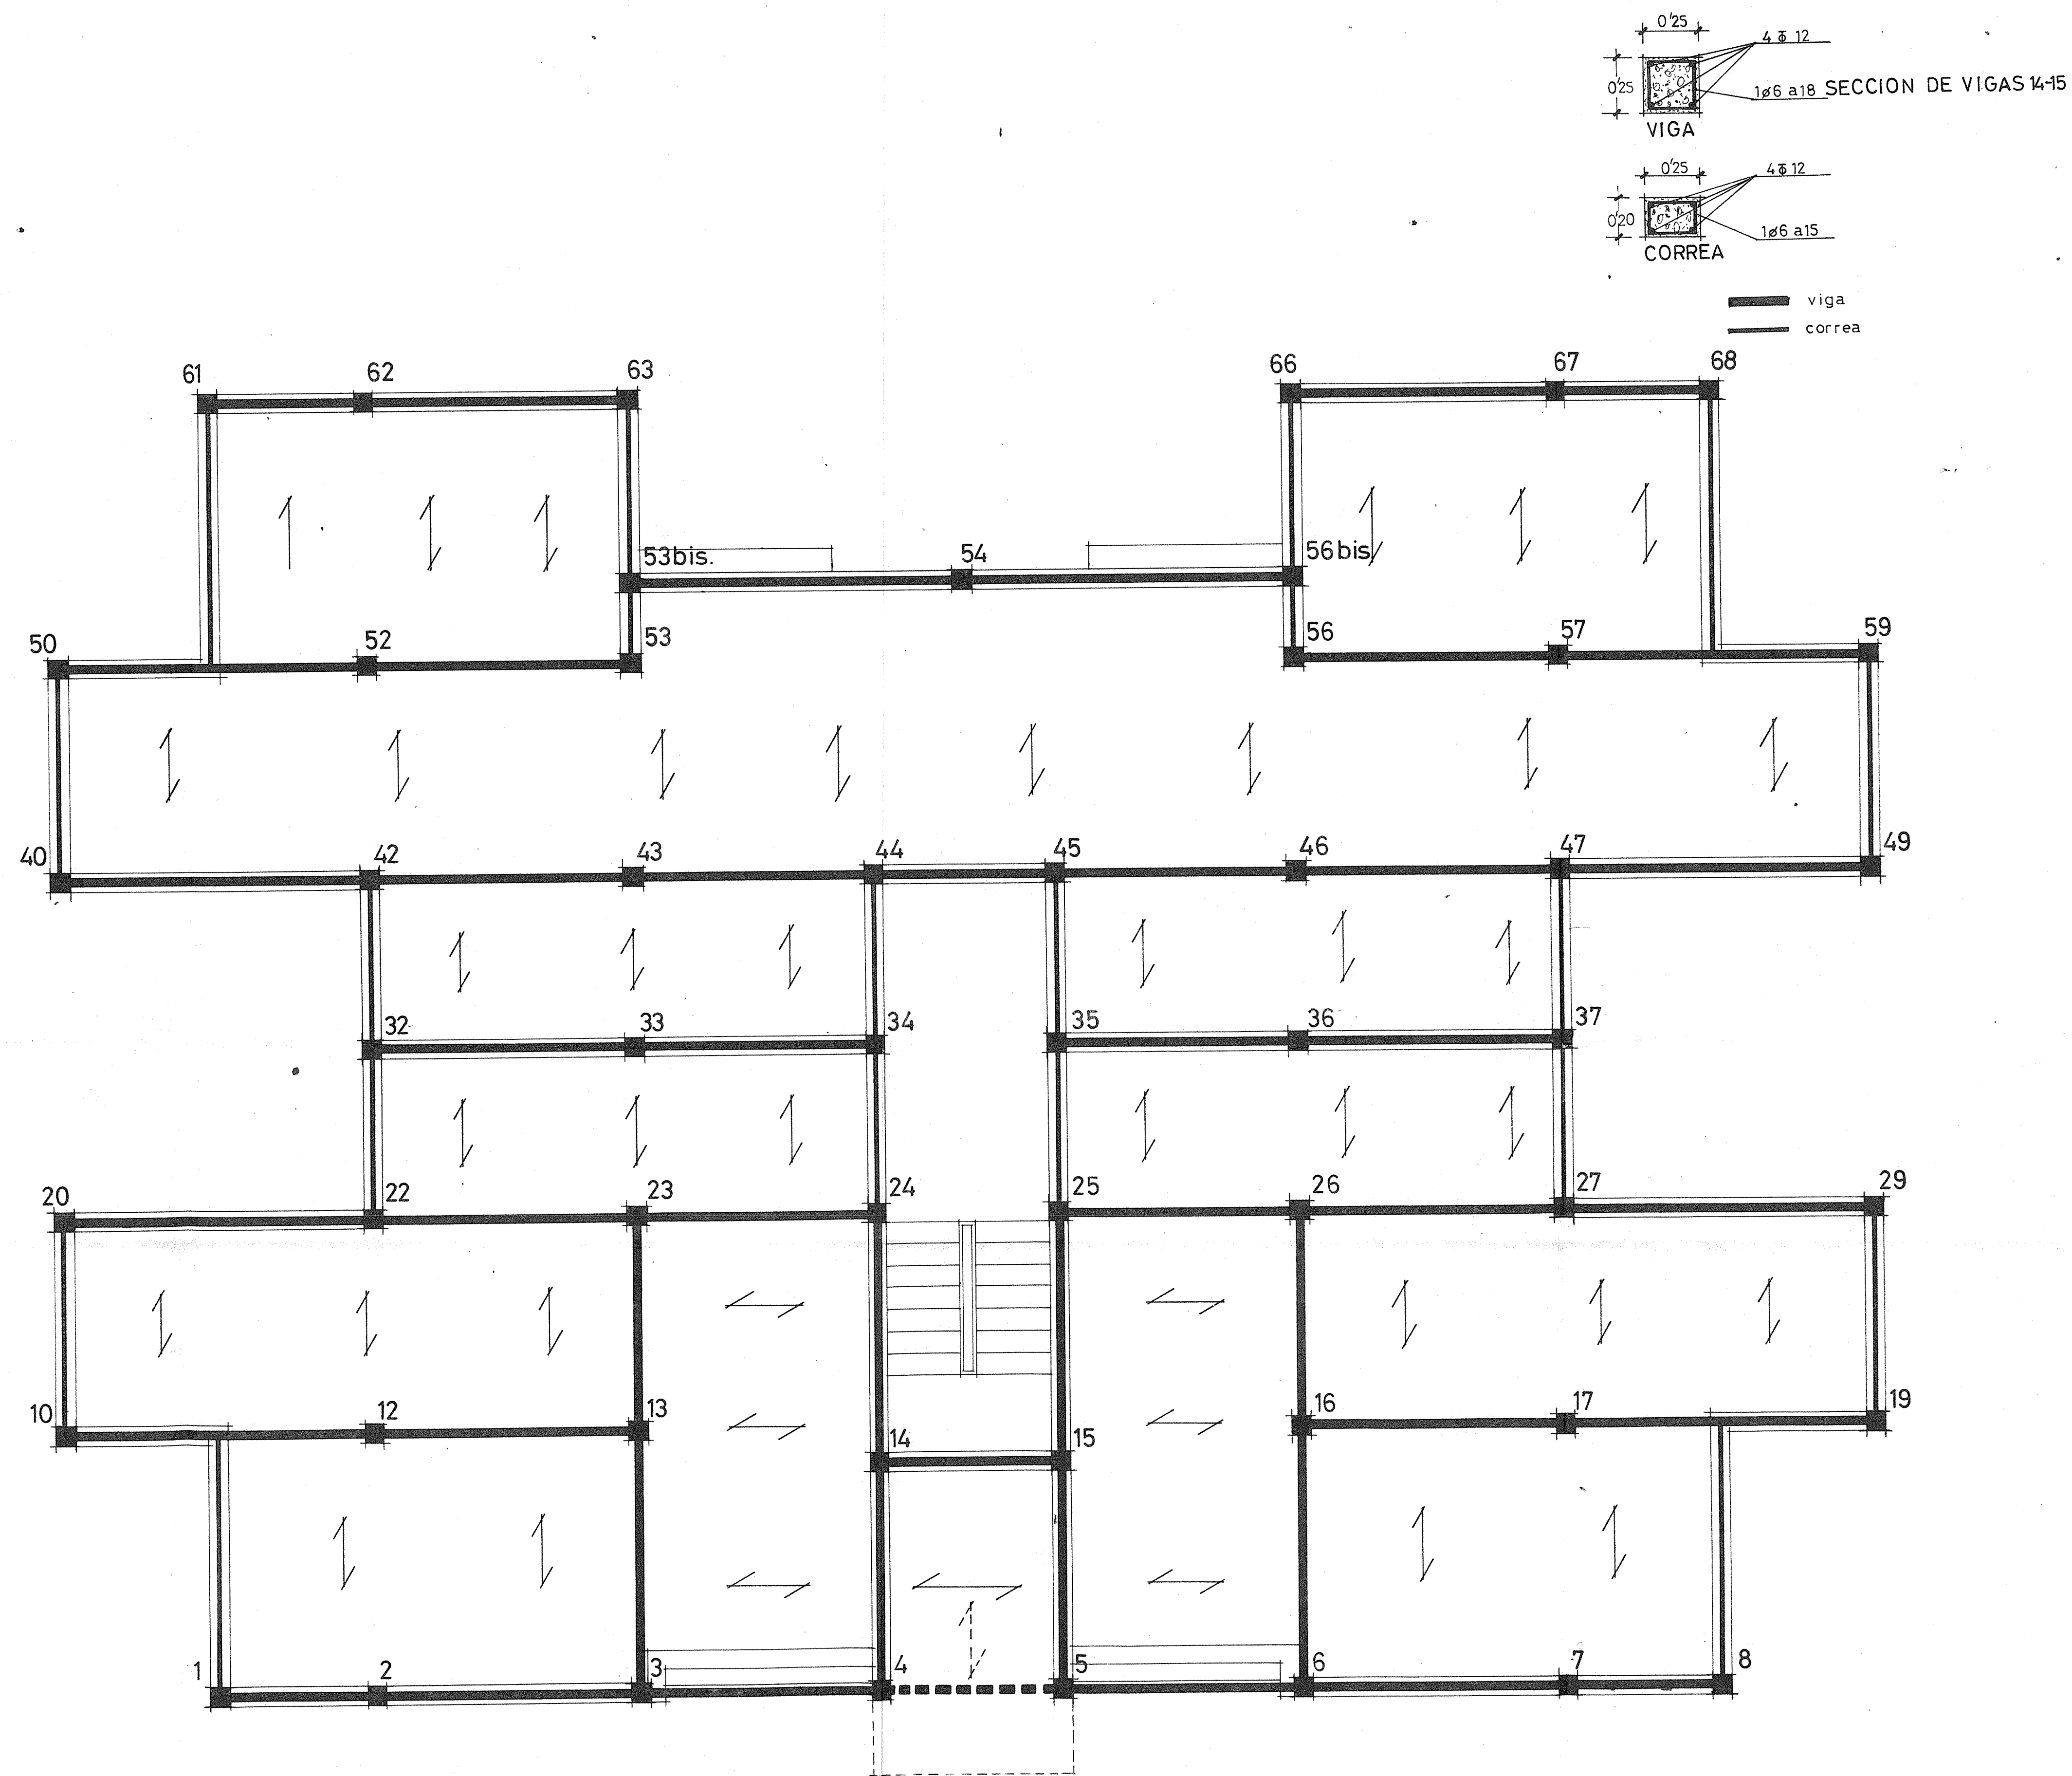 0'25
4 Φ 12
0'25
1ø6 a18 SECCION DE VIGAS 14-15
VIGA
0'25
4 Φ 12
0'20
1ø6 a15
CORREA
viga
correa
61 62 63 66 67 68
53bis. 54 56 bis
50 52 53 56 57 59
40 42 43 44 45 46 47 49
32 33 34 35 36 37
20 22 23 24 25 26 27 29
10 12 13 14 15 16 17 19
1 2 3 4 5 6 7 8